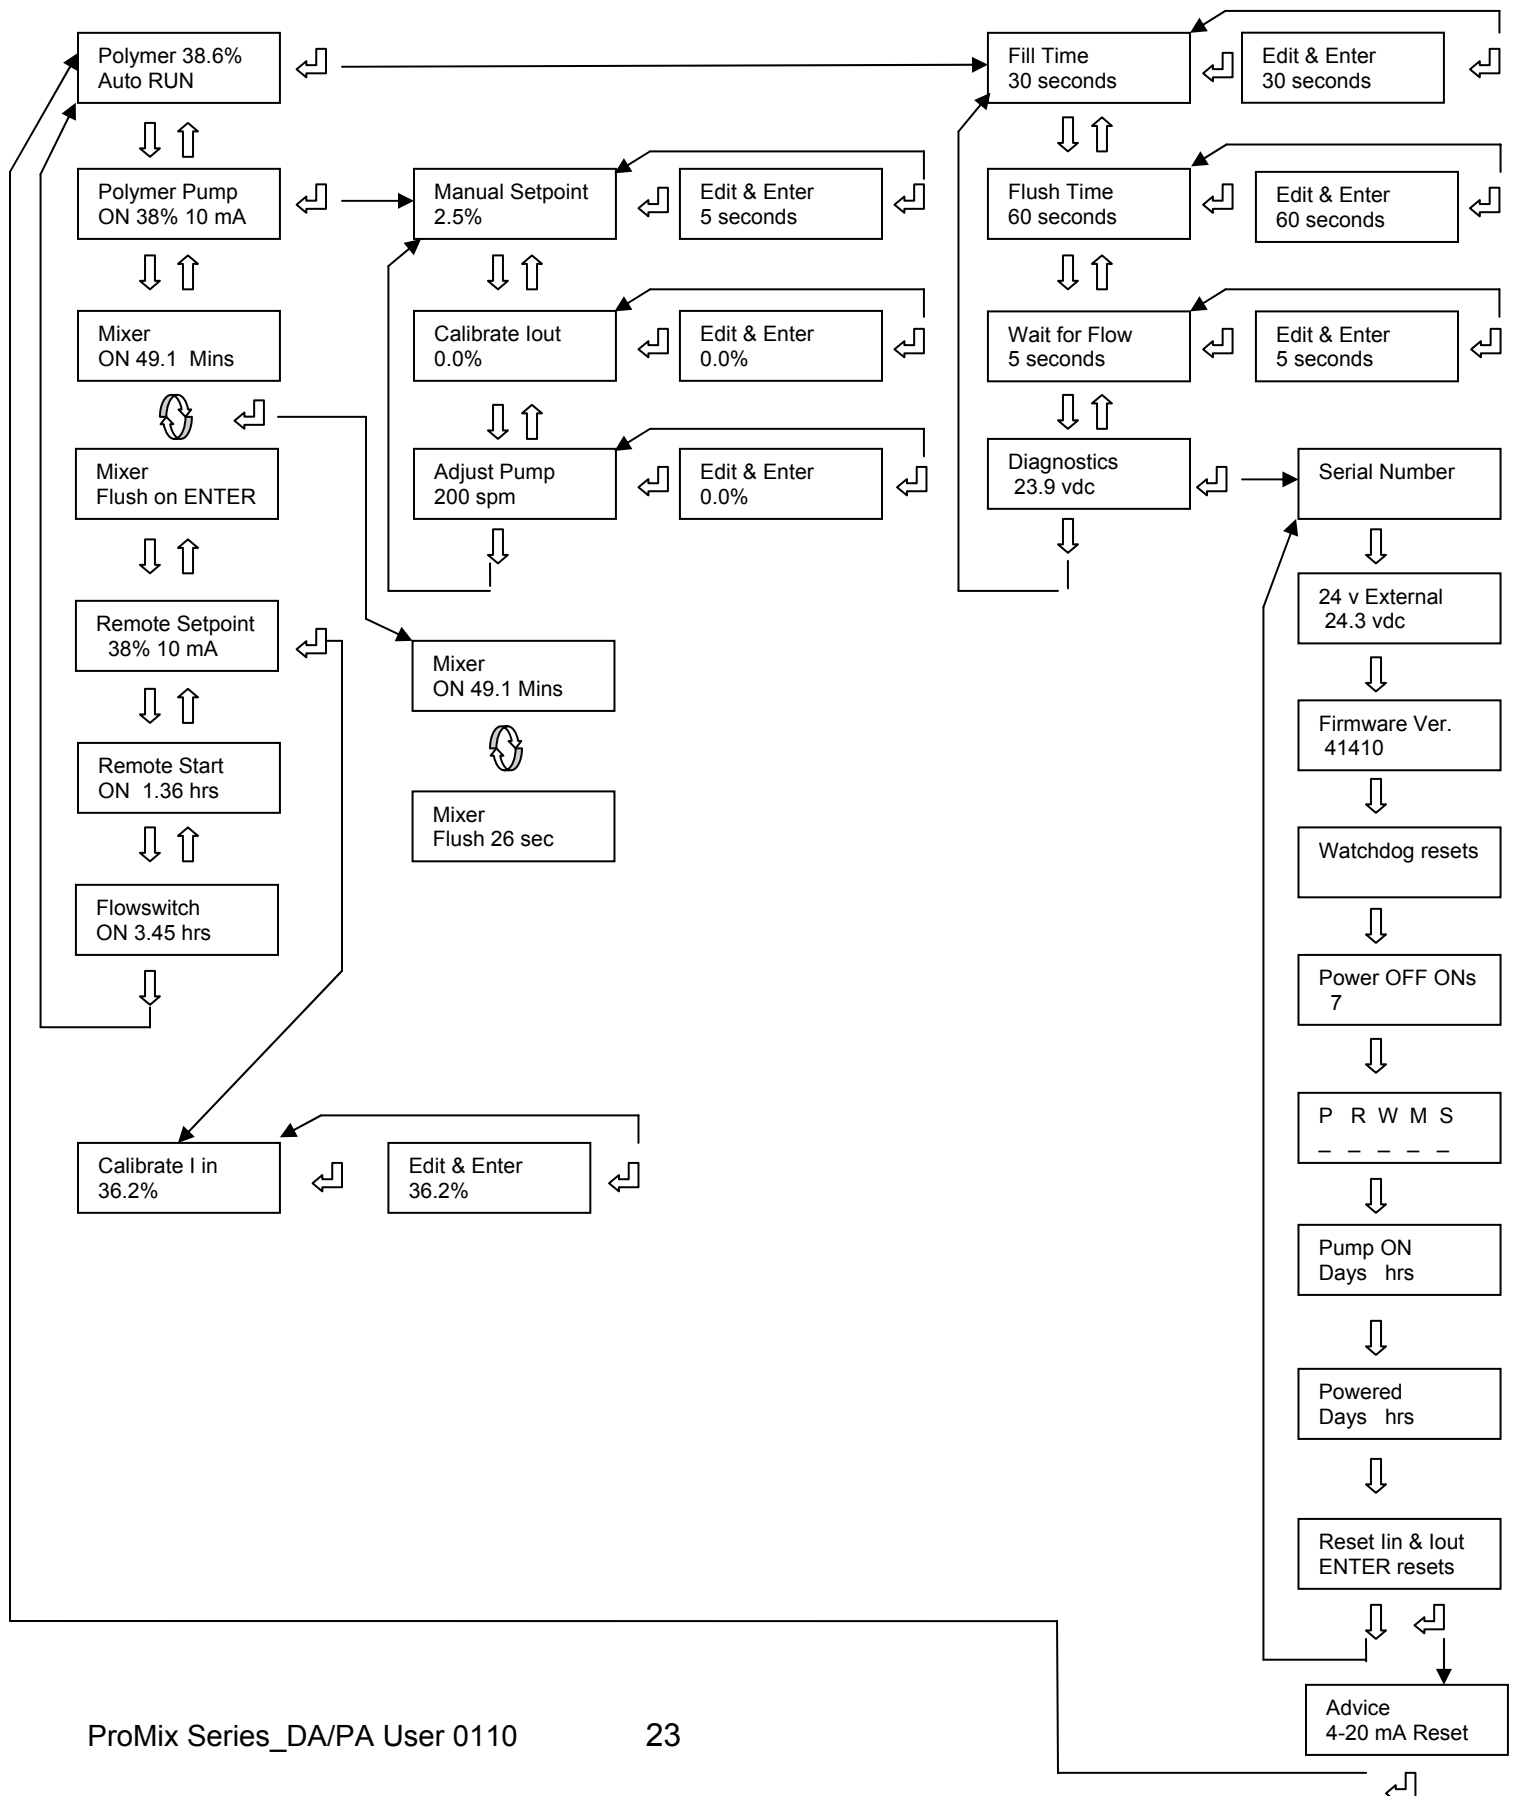 Polymer 38.6%
Auto RUN
Polymer Pump
ON 38% 10 mA
Mixer
ON 49.1 Mins
Mixer
Flush on ENTER
Remote Setpoint
38% 10 mA
Remote Start
ON 1.36 hrs
Flowswitch
ON 3.45 hrs
Calibrate I in
36.2%
Edit & Enter
36.2%
Manual Setpoint
2.5%
Edit & Enter
5 seconds
Calibrate Iout
0.0%
Edit & Enter
0.0%
Adjust Pump
200 spm
Edit & Enter
0.0%
Mixer
ON 49.1 Mins
Mixer
Flush 26 sec
Fill Time
30 seconds
Edit & Enter
30 seconds
Flush Time
60 seconds
Edit & Enter
60 seconds
Wait for Flow
5 seconds
Edit & Enter
5 seconds
Diagnostics
23.9 vdc
Serial Number
24 v External
24.3 vdc
Firmware Ver.
41410
Watchdog resets
Power OFF ONs
7
P R W M S
_ _ _ _ _
Pump ON
Days hrs
Powered
Days hrs
Reset Iin & Iout
ENTER resets
Advice
4-20 mA Reset
ProMix Series_DA/PA User 0110 23